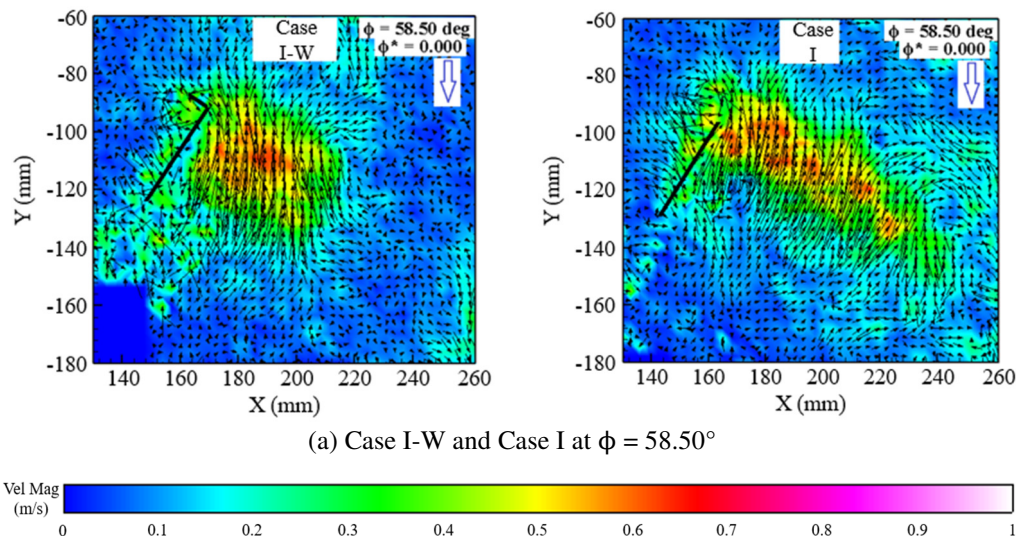 Case
I-W
ϕ = 58.50 deg
ϕ* = 0.000
-60
-80
-100
-120
-140
-160
-180
Y (mm)
140 160 180 200 220 240 260
X (mm)
Case
I
ϕ = 58.50 deg
ϕ* = 0.000
-60
-80
-100
-120
-140
-160
-180
Y (mm)
140 160 180 200 220 240 260
X (mm)
(a) Case I-W and Case I at ϕ = 58.50°
Vel Mag
(m/s)
0 0.1 0.2 0.3 0.4 0.5 0.6 0.7 0.8 0.9 1